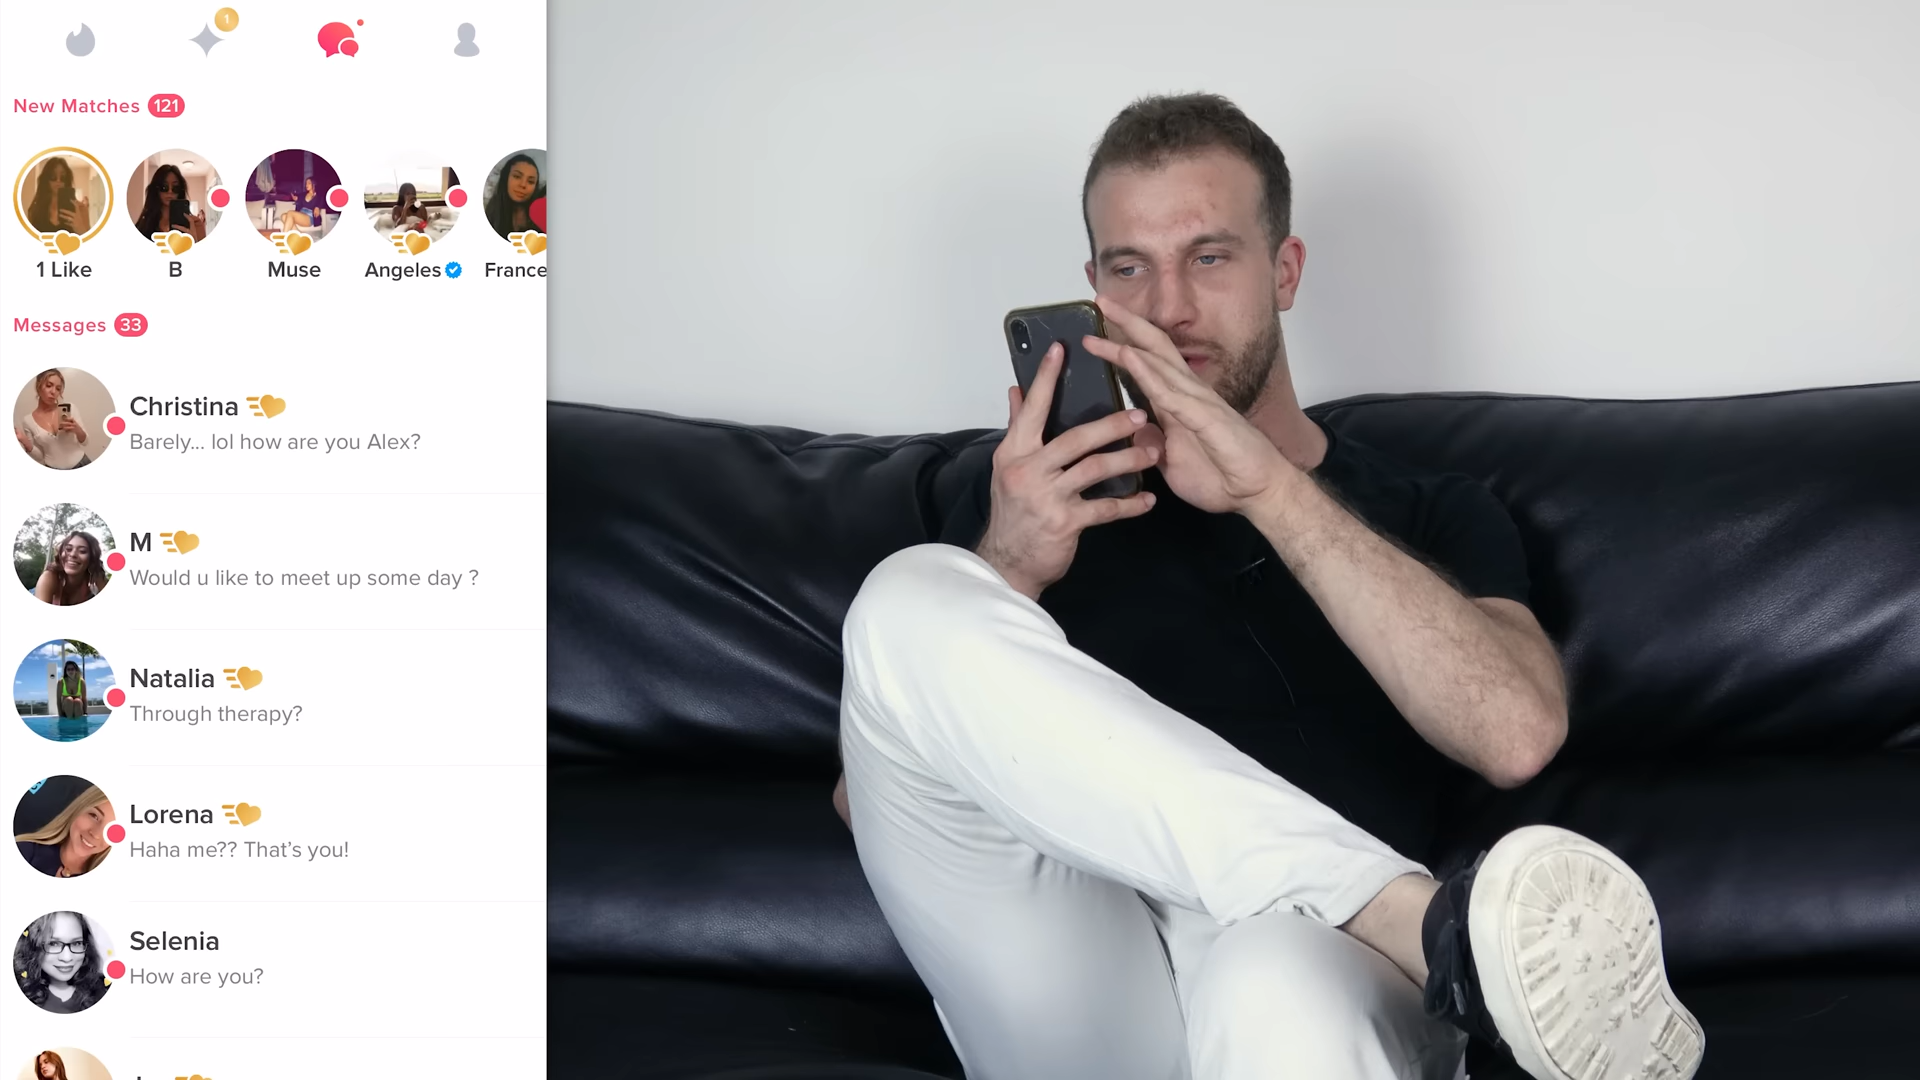 1
New Matches 121
1 Like
B
Muse
Angeles
France
Messages 33
Christina
Barely... lol how are you Alex?
M
Would u like to meet up some day ?
Natalia
Through therapy?
Lorena
Haha me?? That's you!
Selenia
How are you?